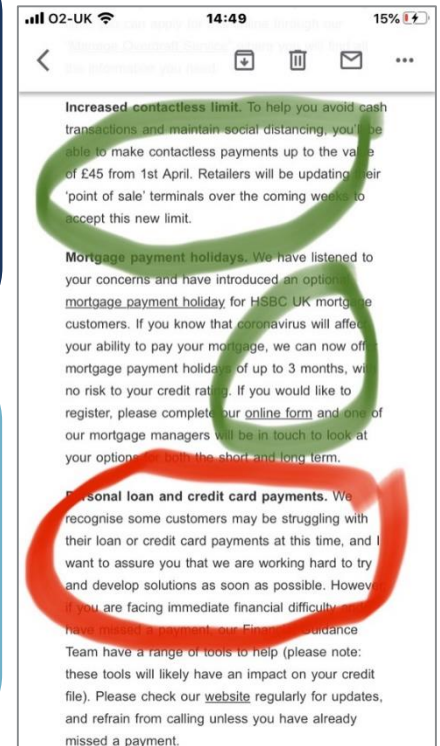 O2-UK 14:49 15%
Increased contactless limit. To help you avoid cash
transactions and maintain social distancing, you'll be
able to make contactless payments up to the value
of £45 from 1st April. Retailers will be updating their
'point of sale' terminals over the coming weeks to
accept this new limit.
Mortgage payment holidays. We have listened to
your concerns and have introduced an optional
mortgage payment holiday for HSBC UK mortgage
customers. If you know that coronavirus will affect
your ability to pay your mortgage, we can now offer
mortgage payment holidays of up to 3 months, with
no risk to your credit rating. If you would like to
register, please complete our online form and one of
our mortgage managers will be in touch to look at
your options for both the short and long term.
Personal loan and credit card payments. We
recognise some customers may be struggling with
their loan or credit card payments at this time, and I
want to assure you that we are working hard to try
and develop solutions as soon as possible. However
if you are facing immediate financial difficulty and
have missed a payment, our Financial Guidance
Team have a range of tools to help (please note:
these tools will likely have an impact on your credit
file). Please check our website regularly for updates,
and refrain from calling unless you have already
missed a payment.